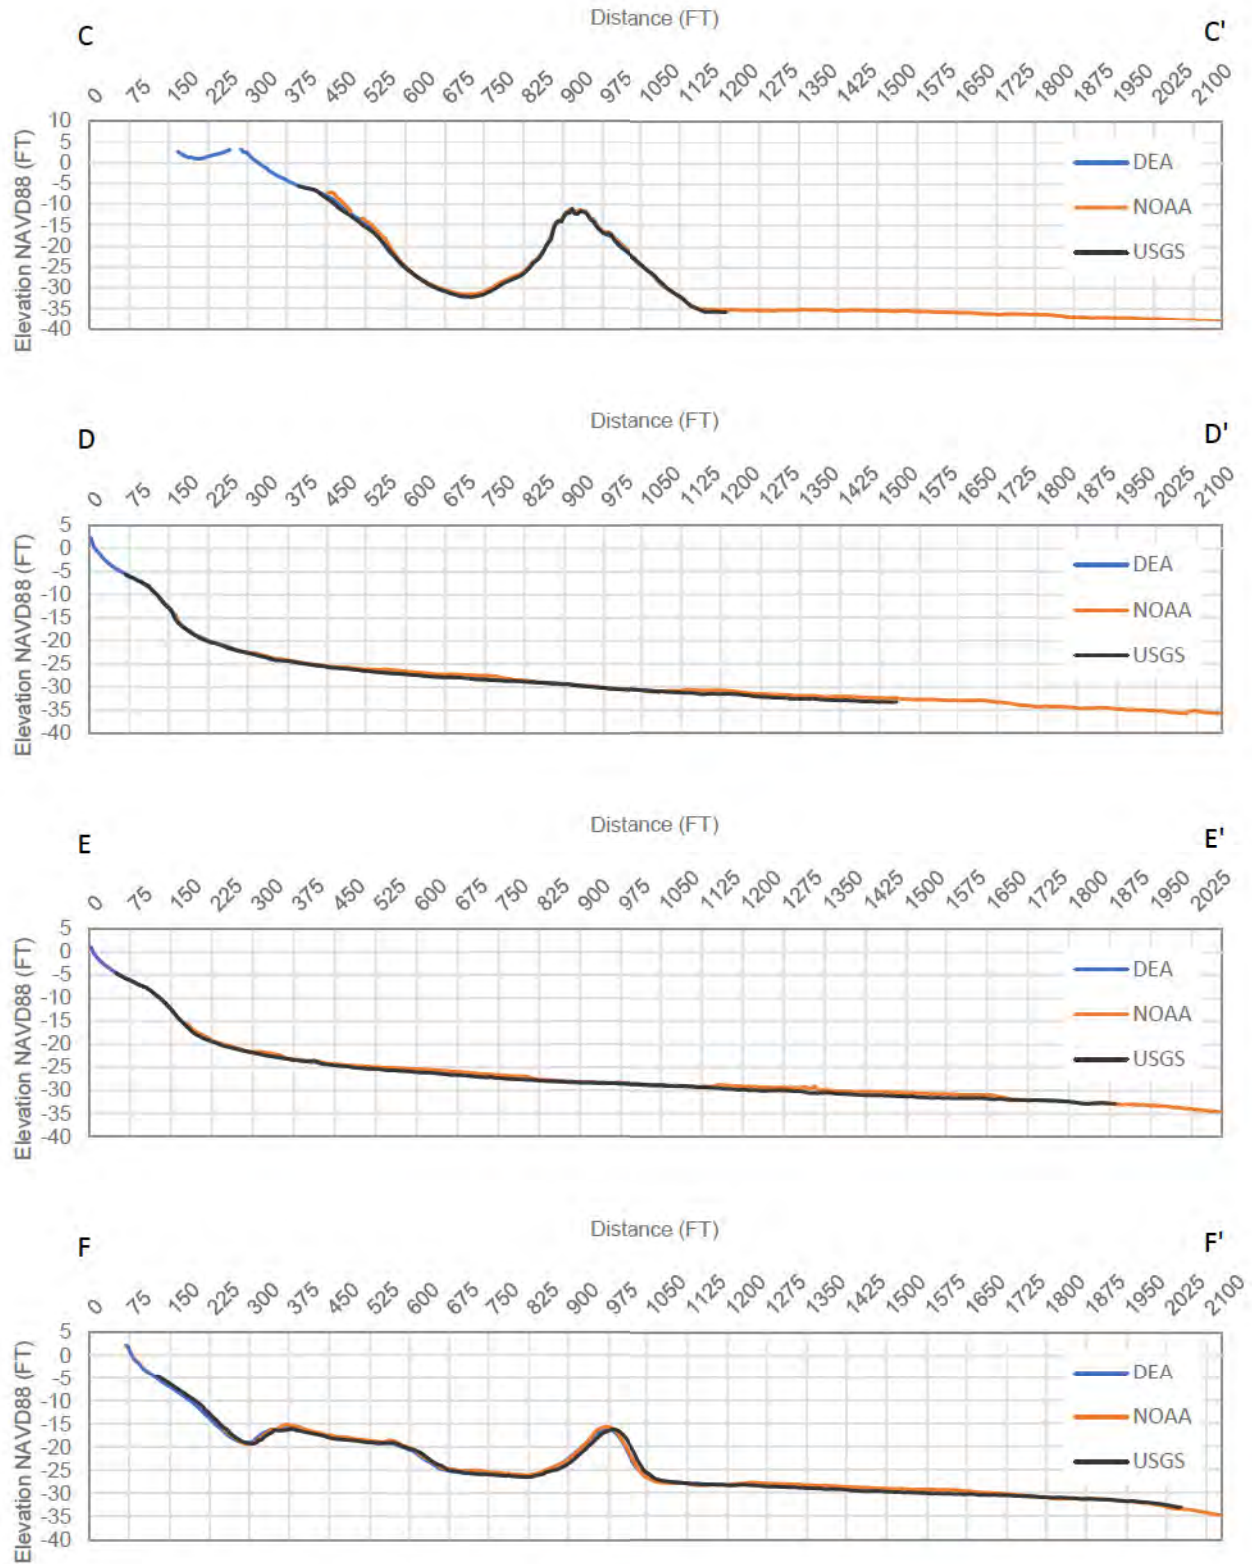 Distance (FT)
C C'
0 75 150 225 300 375 450 525 600 675 750 825 900 975 1050 1125 1200 1275 1350 1425 1500 1575 1650 1725 1800 1875 1950 2025 2100
Elevation NAVD88 (FT)
10
5
0
-5
-10
-15
-20
-25
-30
-35
-40
DEA
NOAA
USGS
Distance (FT)
D D'
0 75 150 225 300 375 450 525 600 675 750 825 900 975 1050 1125 1200 1275 1350 1425 1500 1575 1650 1725 1800 1875 1950 2025 2100
Elevation NAVD88 (FT)
5
0
-5
-10
-15
-20
-25
-30
-35
-40
DEA
NOAA
USGS
Distance (FT)
E E'
0 75 150 225 300 375 450 525 600 675 750 825 900 975 1050 1125 1200 1275 1350 1425 1500 1575 1650 1725 1800 1875 1950 2025
Elevation NAVD88 (FT)
5
0
-5
-10
-15
-20
-25
-30
-35
-40
DEA
NOAA
USGS
Distance (FT)
F F'
0 75 150 225 300 375 450 525 600 675 750 825 900 975 1050 1125 1200 1275 1350 1425 1500 1575 1650 1725 1800 1875 1950 2025 2100
Elevation NAVD88 (FT)
5
0
-5
-10
-15
-20
-25
-30
-35
-40
DEA
NOAA
USGS